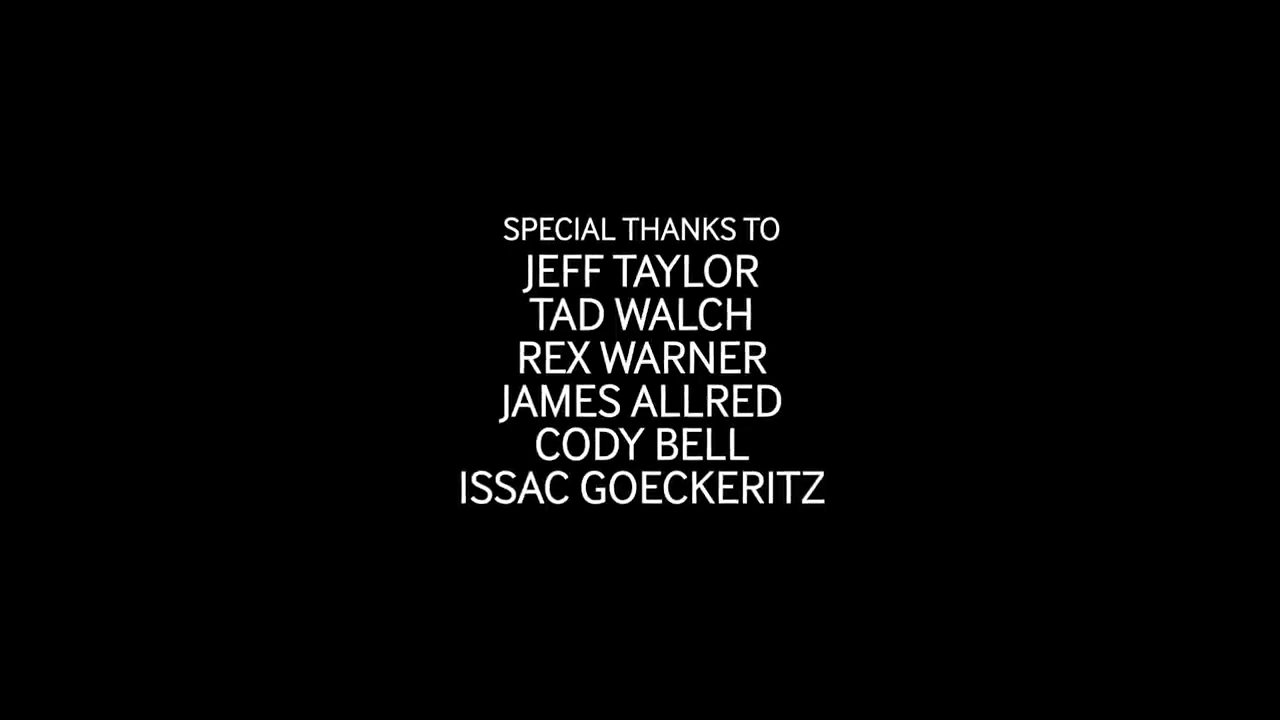 SPECIAL THANKS TO
JEFF TAYLOR
TAD WALCH
REX WARNER
JAMES ALLRED
CODY BELL
ISSAC GOECKERITZ